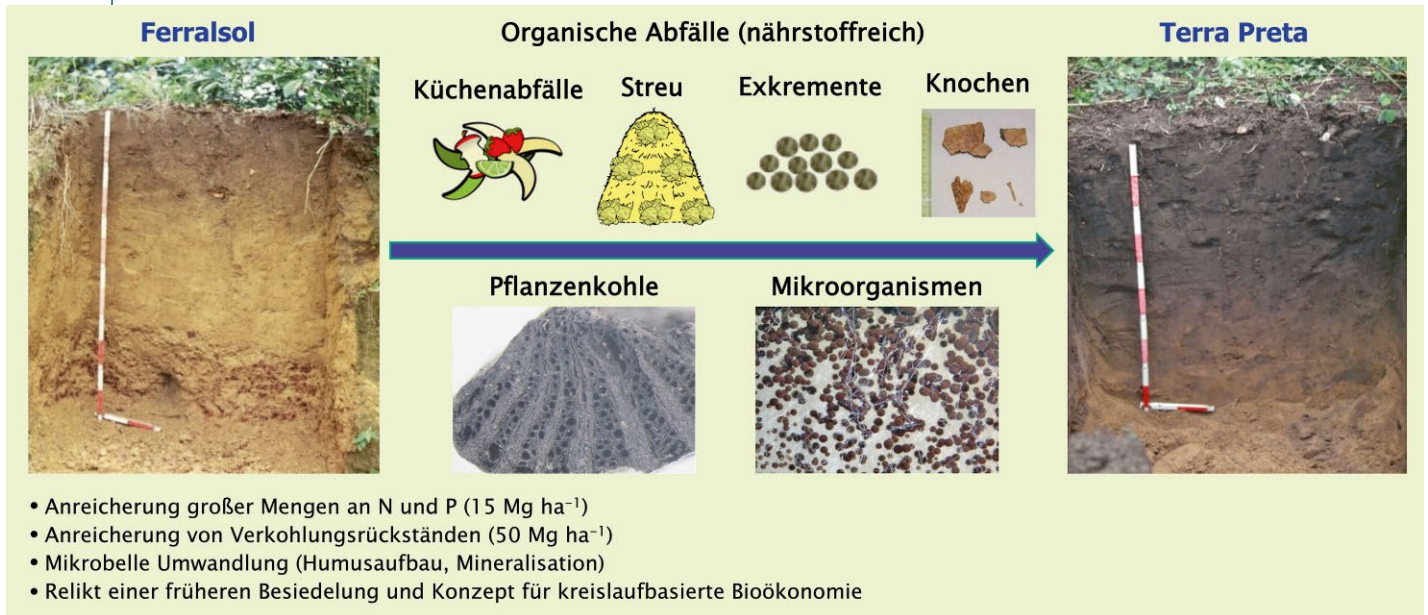 Ferralsol
Organische Abfälle (nährstoffreich)
Terra Preta
Küchenabfälle
Streu
Exkremente
Knochen
Pflanzenkohle
Mikroorganismen
• Anreicherung großer Mengen an N und P (15 Mg ha⁻¹)
• Anreicherung von Verkohlungsrückständen (50 Mg ha⁻¹)
• Mikrobelle Umwandlung (Humusaufbau, Mineralisation)
• Relikt einer früheren Besiedelung und Konzept für kreislaufbasierte Bioökonomie